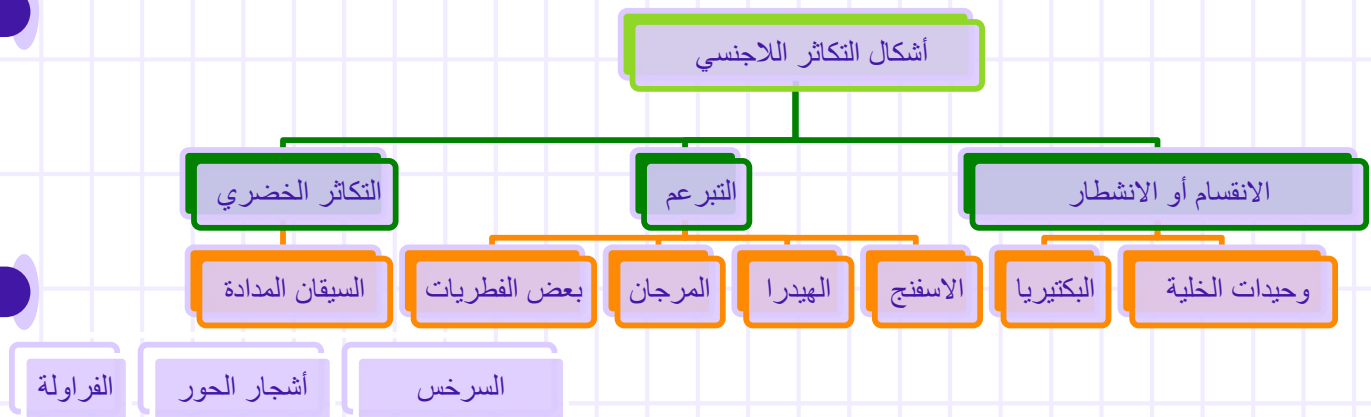 أشكال التكاثر اللاجنسي
الانقسام أو الانشطار
التبرعم
التكاثر الخضري
وحيدات الخلية
البكتيريا
الاسفنج
الهيدرا
المرجان
بعض الفطريات
السيقان المدادة
السرخس
أشجار الحور
الفراولة